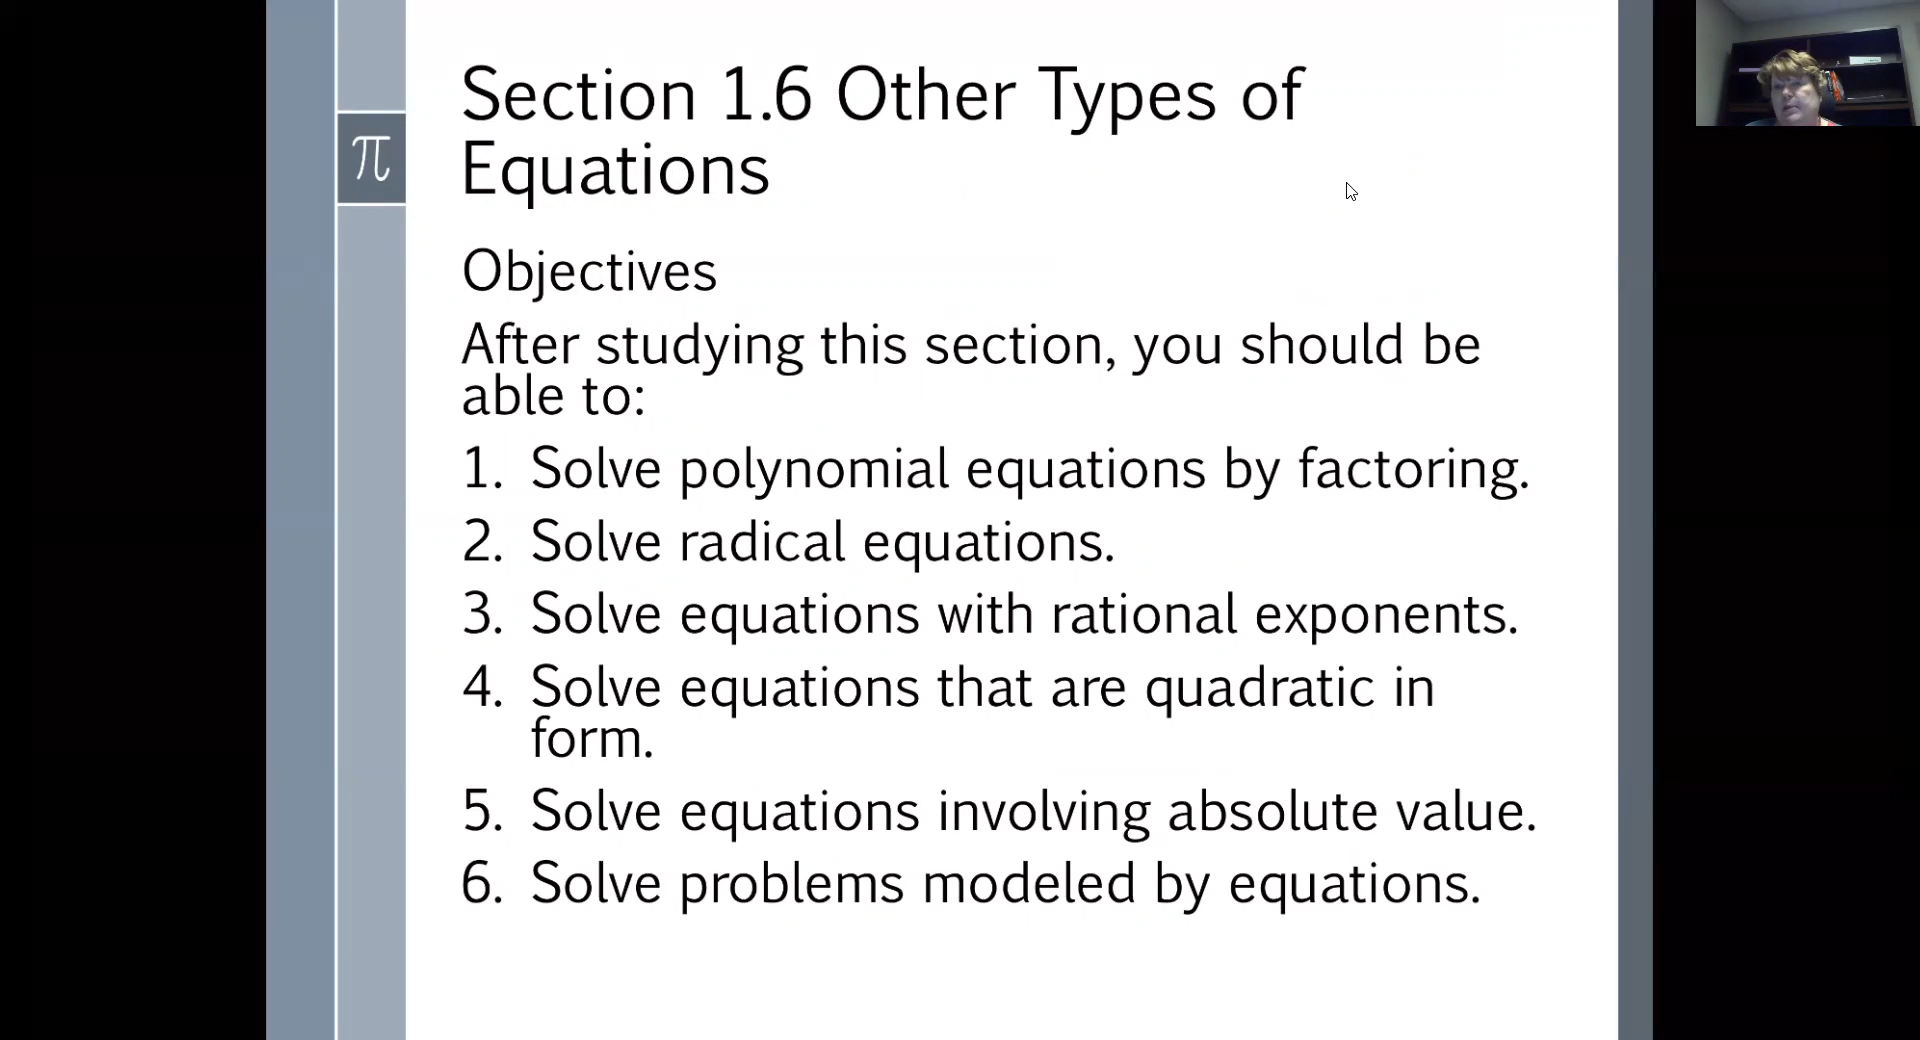 Section 1.6 Other Types of
Equations
π
Objectives
After studying this section, you should be
able to:
1. Solve polynomial equations by factoring.
2. Solve radical equations.
3. Solve equations with rational exponents.
4. Solve equations that are quadratic in
form.
5. Solve equations involving absolute value.
6. Solve problems modeled by equations.